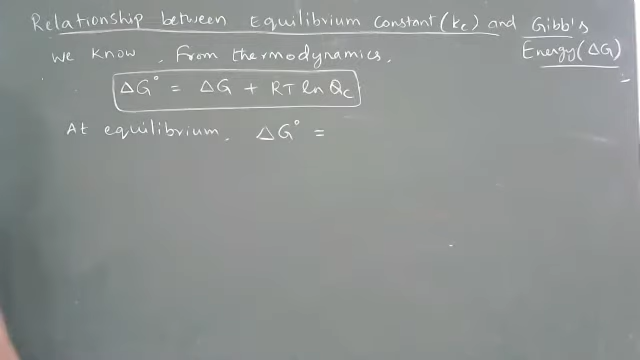 Relationship between Equilibrium Constant (Kc) and Gibb's
Energy (ΔG)
we know, from thermodynamics.
ΔG° = ΔG + RT ln Qc
At equilibrium, ΔG° =